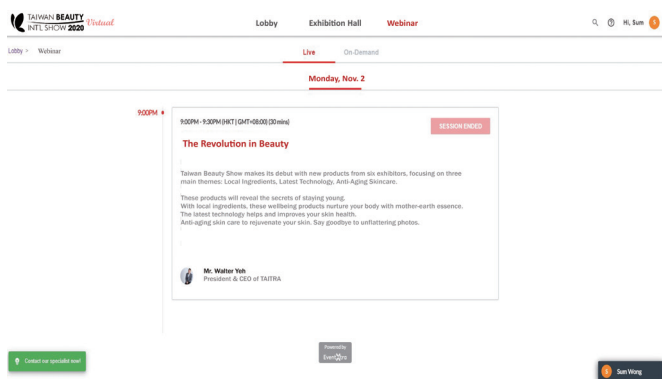 TAIWAN BEAUTY
INT'L SHOW 2020
Virtual
Lobby
Exhibition Hall
Webinar
Hi, Sum
S
Lobby >
Webinar
Live
On-Demand
Monday, Nov. 2
9:00PM
9:00PM - 9:30PM (HKT | GMT+08:00) (30 mins)
SESSION ENDED
The Revolution in Beauty
Taiwan Beauty Show makes its debut with new products from six exhibitors, focusing on three
main themes: Local Ingredients, Latest Technology, Anti-Aging Skincare.
These products will reveal the secrets of staying young.
With local ingredients, these wellbeing products nurture your body with mother-earth essence.
The latest technology helps and improves your skin health.
Anti-aging skin care to rejuvenate your skin. Say goodbye to unflattering photos.
Mr. Walter Yeh
President & CEO of TAITRA
Powered by
EventXtra
Contact our specialist now!
S
Sum Wong